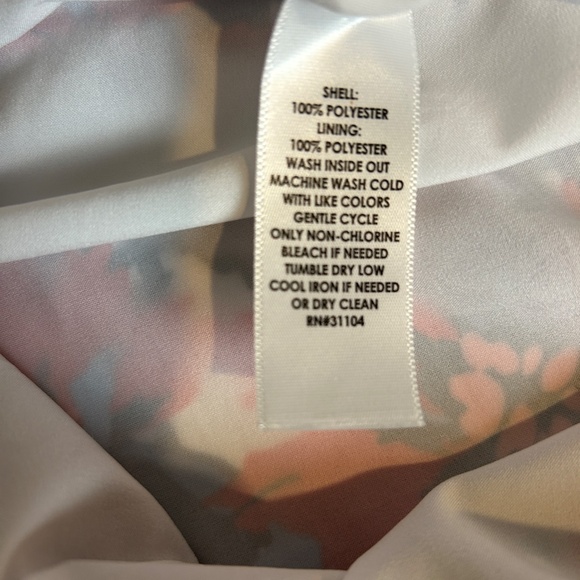 SHELL:
100% POLYESTER
LINING:
100% POLYESTER
WASH INSIDE OUT
MACHINE WASH COLD
WITH LIKE COLORS
GENTLE CYCLE
ONLY NON-CHLORINE
BLEACH IF NEEDED
TUMBLE DRY LOW
COOL IRON IF NEEDED
OR DRY CLEAN
RN#31104